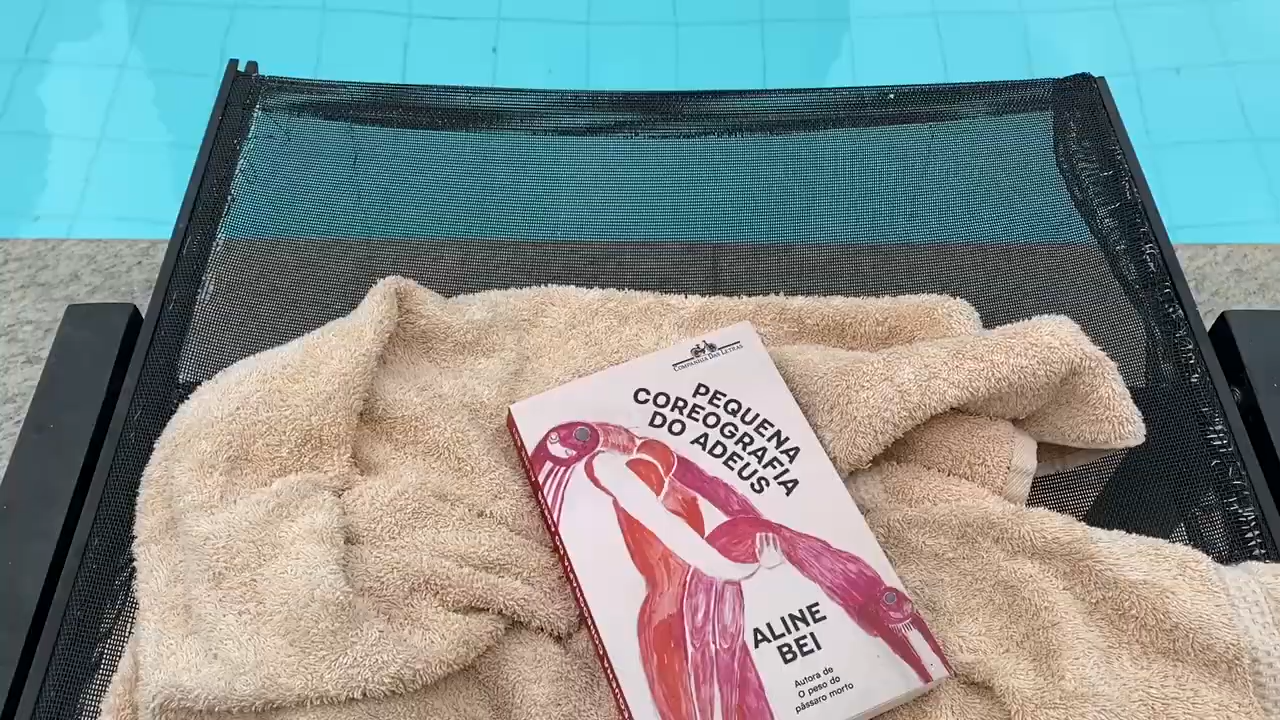 COMPANHIA DAS LETRAS
PEQUENA
COREOGRAFIA
DO ADEUS
ALINE
BEI
Autora de
O peso do
pássaro morto